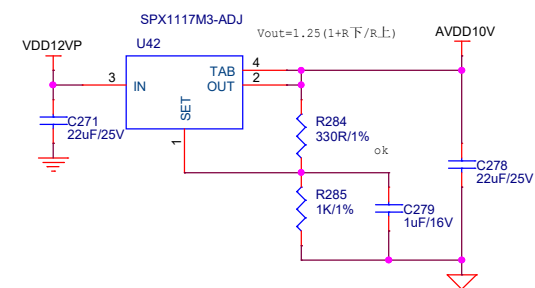 SPX1117M3-ADJ
Vout=1.25(1+R下/R上)
AVDD10V
VDD12VP
U42
3
IN
TAB
4
OUT
2
SET
1
C271
22uF/25V
R284
330R/1%
ok
C278
22uF/25V
R285
1K/1%
C279
1uF/16V